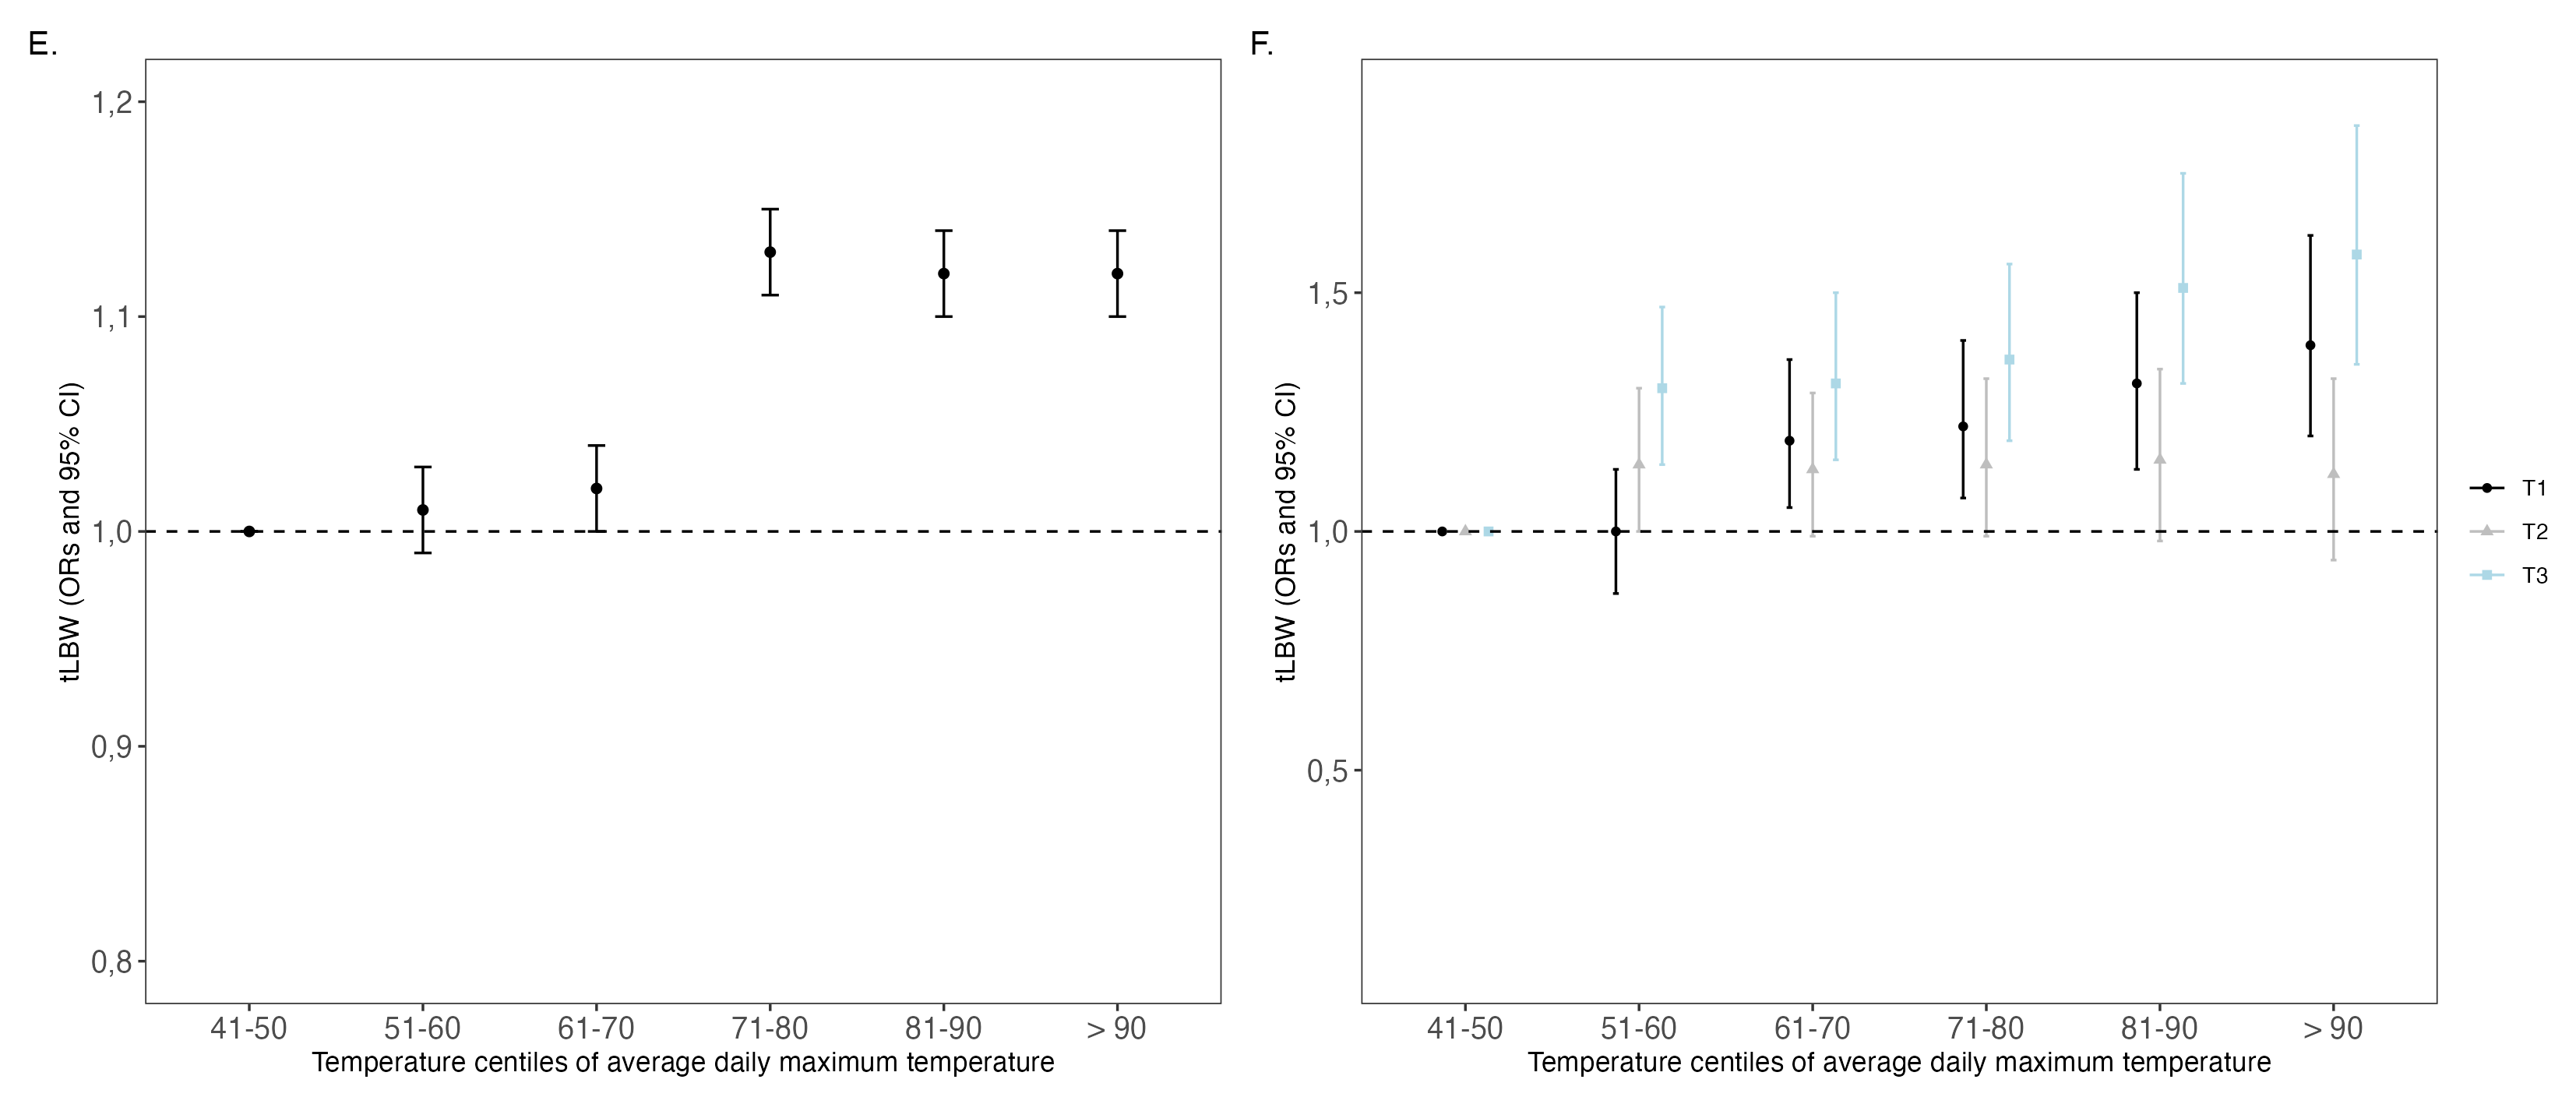 E.
tLBW (ORs and 95% CI)
1,2
1,1
1,0
0,9
0,8
41-50 51-60 61-70 71-80 81-90 > 90
Temperature centiles of average daily maximum temperature
F.
tLBW (ORs and 95% CI)
1,5
1,0
0,5
41-50 51-60 61-70 71-80 81-90 > 90
Temperature centiles of average daily maximum temperature
T1
T2
T3